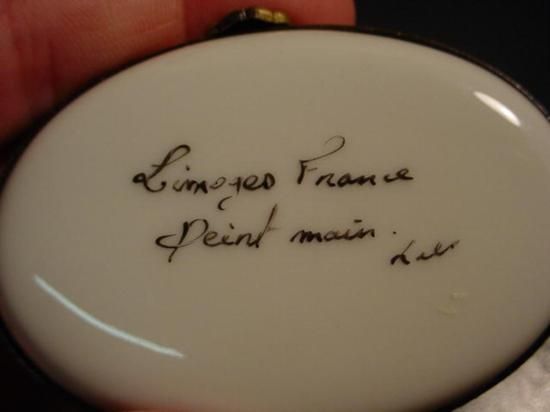 Limoges France
Peint main.